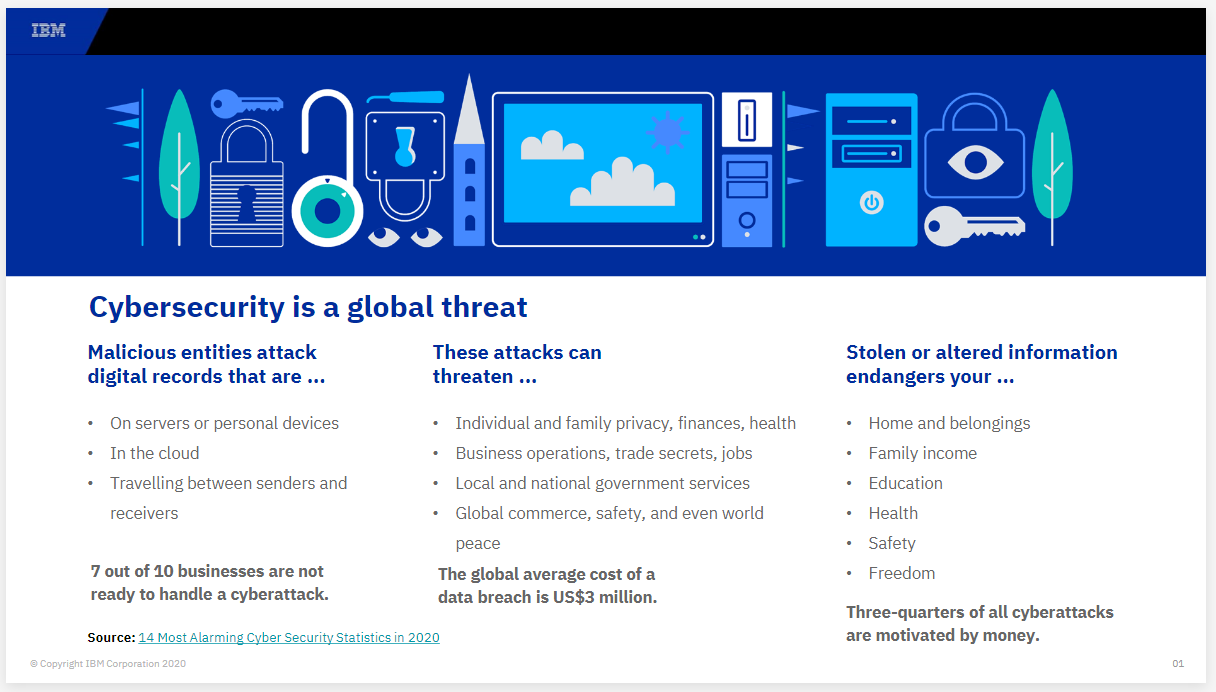 IBM
Cybersecurity is a global threat
Malicious entities attack
digital records that are ...
• On servers or personal devices
• In the cloud
• Travelling between senders and
receivers
7 out of 10 businesses are not
ready to handle a cyberattack.
These attacks can
threaten ...
• Individual and family privacy, finances, health
• Business operations, trade secrets, jobs
• Local and national government services
• Global commerce, safety, and even world
peace
The global average cost of a
data breach is US$3 million.
Stolen or altered information
endangers your ...
• Home and belongings
• Family income
• Education
• Health
• Safety
• Freedom
Three-quarters of all cyberattacks
are motivated by money.
Source: 14 Most Alarming Cyber Security Statistics in 2020
© Copyright IBM Corporation 2020
01